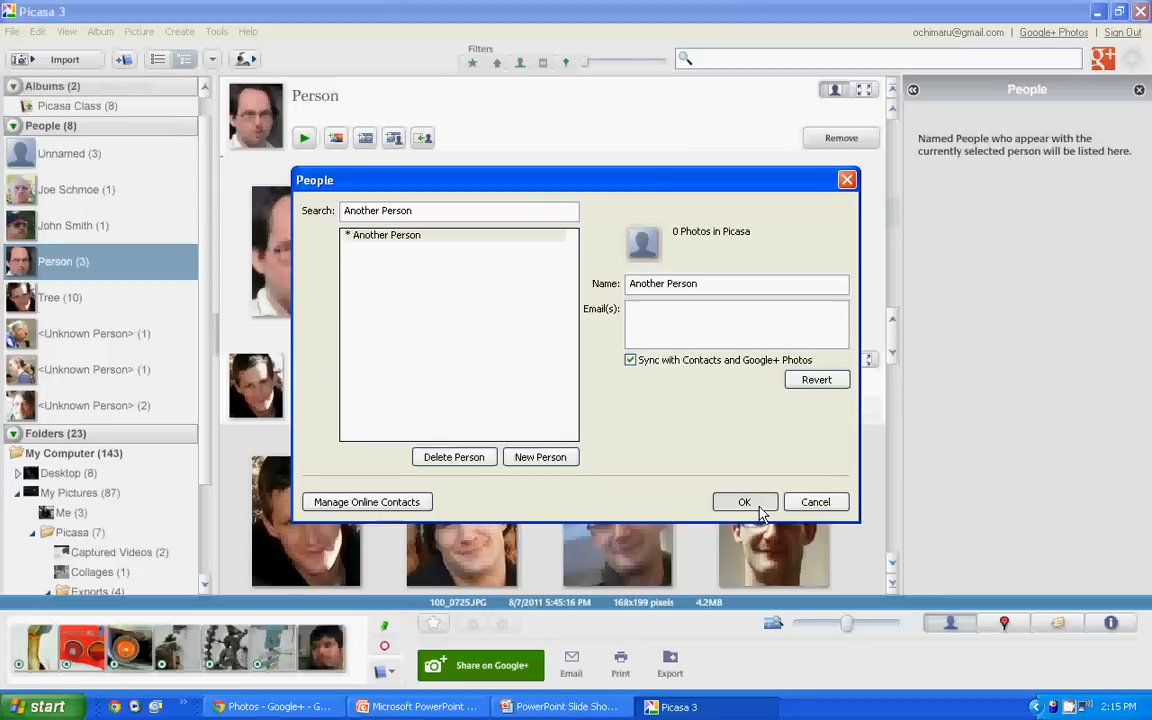 Picasa 3
File Edit View Album Picture Create Tools Help
ochimaru@gmail.com | Google+ Photos | Sign Out
Import
Filters
Albums (2)
Picasa Class (8)
People (8)
Unnamed (3)
Joe Schmoe (1)
John Smith (1)
Person (3)
Tree (10)
<Unknown Person> (1)
<Unknown Person> (1)
<Unknown Person> (2)
Folders (23)
My Computer (143)
Desktop (8)
My Pictures (87)
Me (3)
Picasa (7)
Captured Videos (2)
Collages (1)
Exports (4)
Person
Remove
People
Named People who appear with the
currently selected person will be listed here.
People
Search: Another Person
* Another Person
0 Photos in Picasa
Name: Another Person
Email(s):
Sync with Contacts and Google+ Photos
Revert
Delete Person New Person
Manage Online Contacts OK Cancel
100_0725.JPG 8/7/2011 5:45:16 PM 168x199 pixels 4.2MB
Share on Google+ Email Print Export
start Photos - Google+ - G... Microsoft PowerPoint ... PowerPoint Slide Sho... Picasa 3 2:15 PM